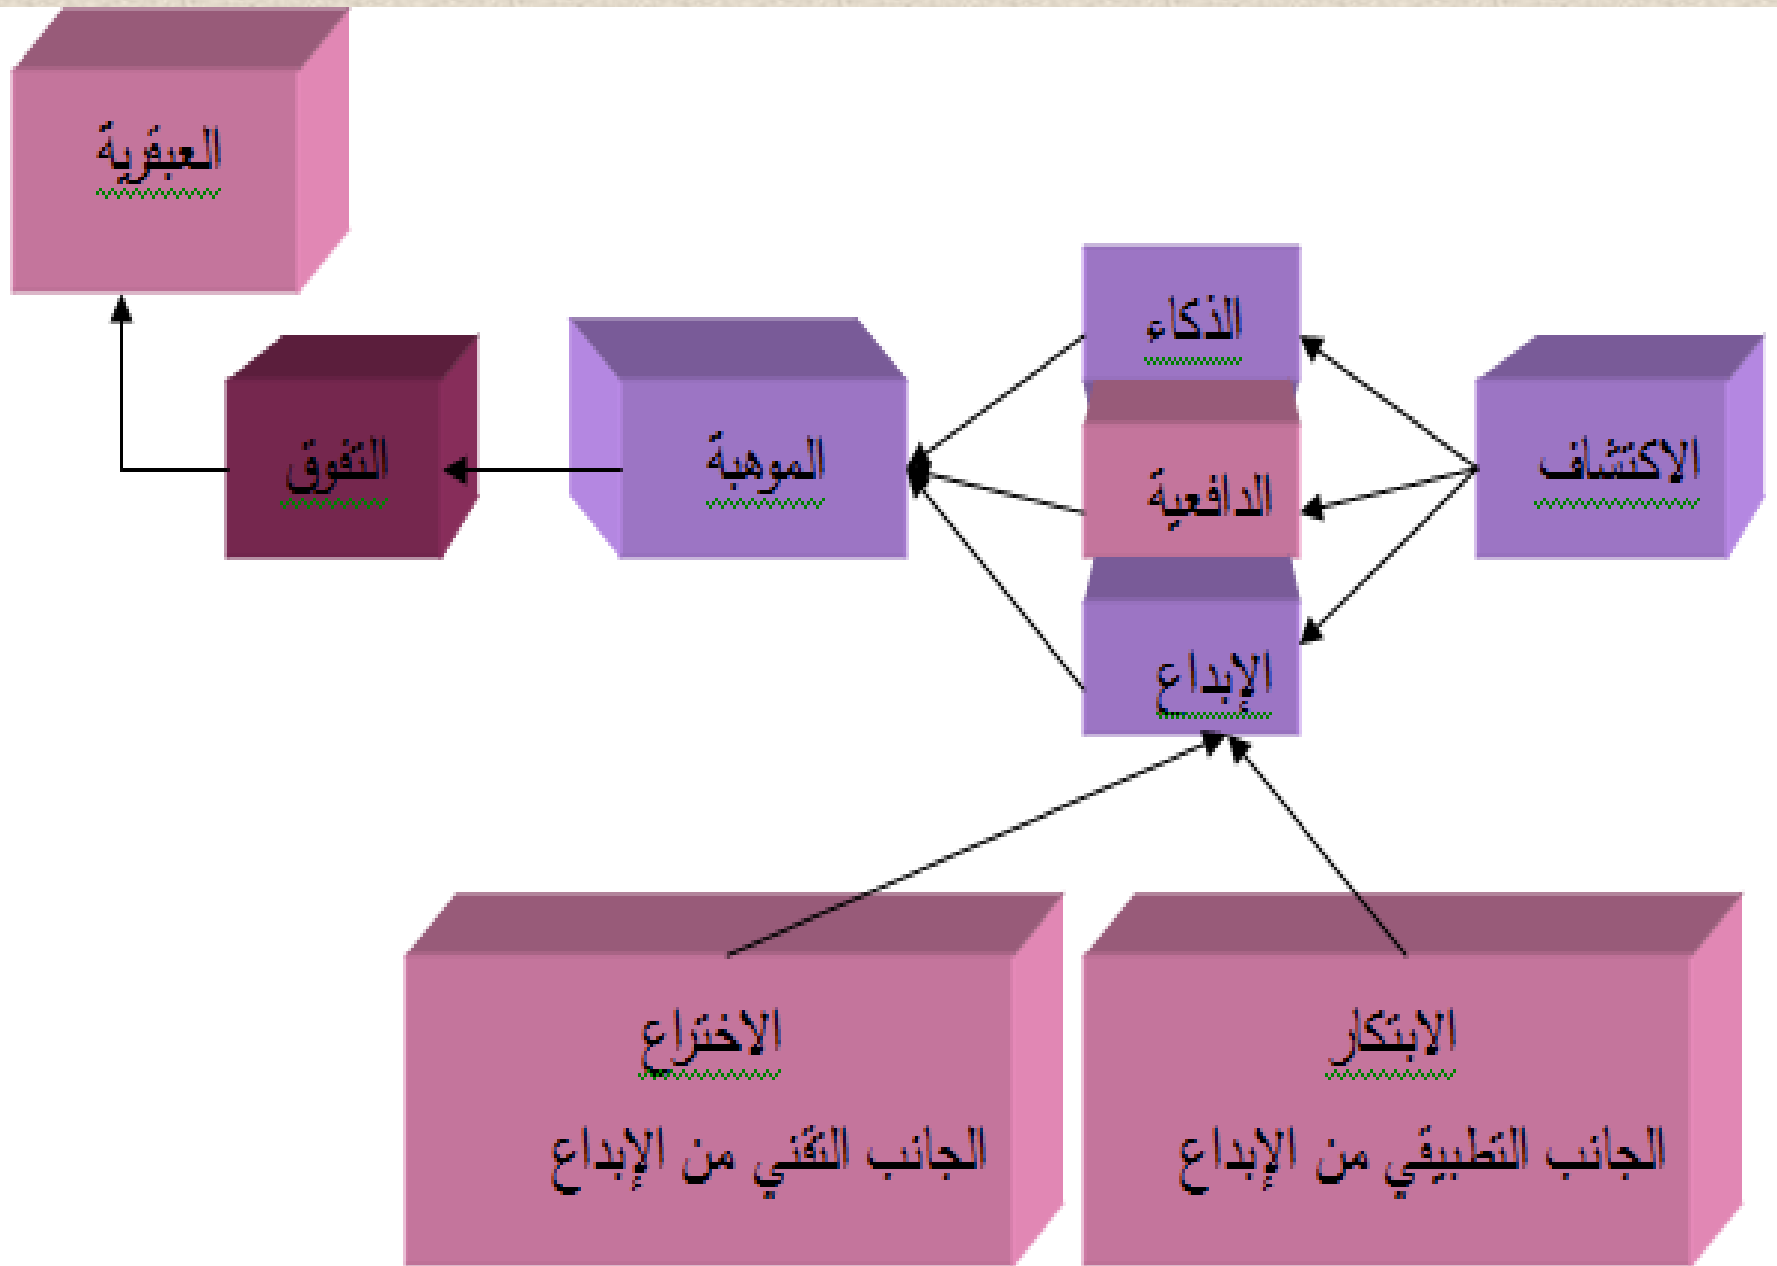 العبقرية
الذكاء
الاكتشاف
الدافعية
الموهبة
التفوق
الإبداع
الابتكار
الجانب التطبيقي من الإبداع
الاختراع
الجانب التقني من الإبداع